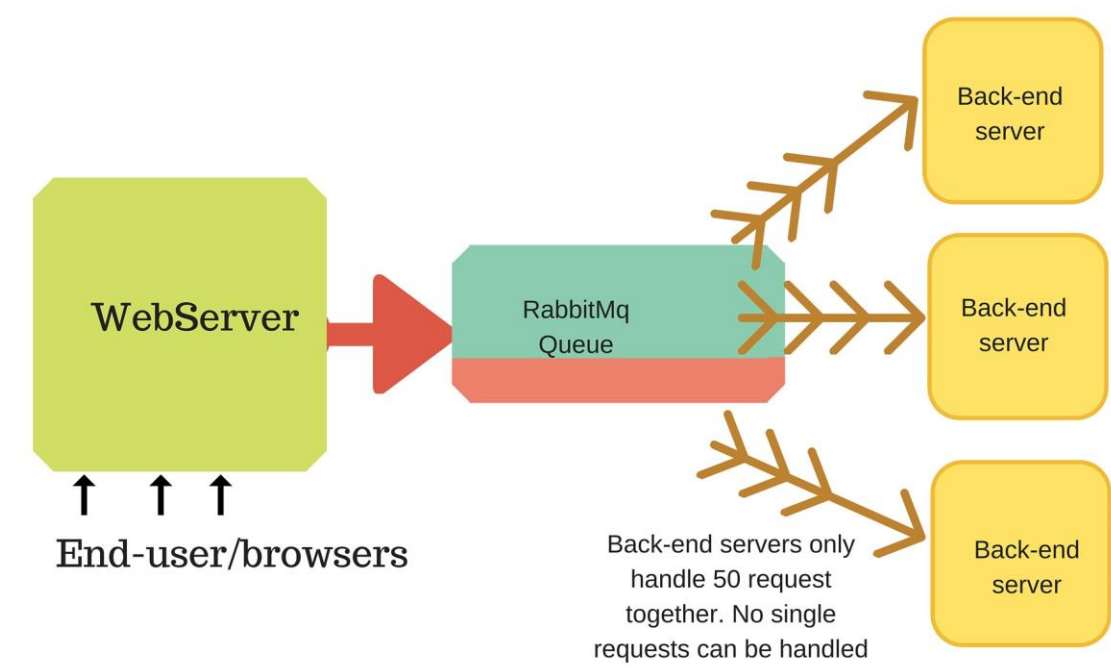 WebServer
End-user/browsers
RabbitMq
Queue
Back-end
server
Back-end
server
Back-end
server
Back-end servers only
handle 50 request
together. No single
requests can be handled